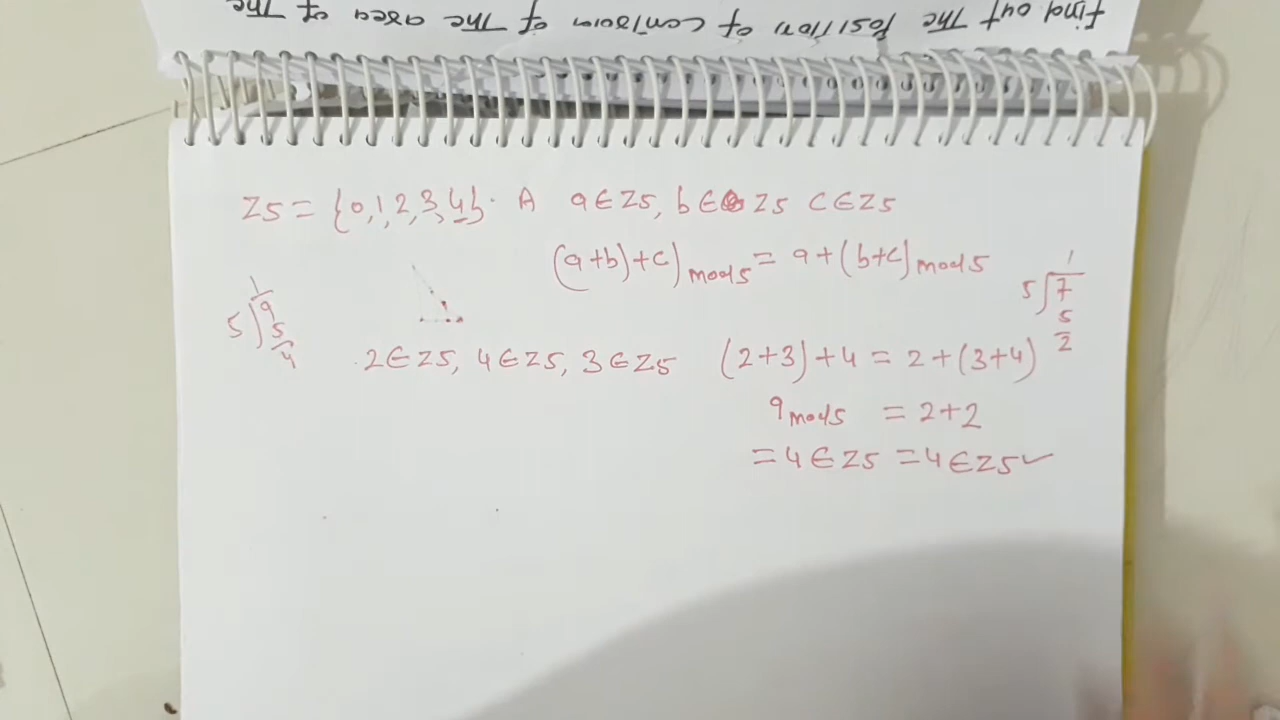 find out the position of centroid of the area of the
Z5 = {0,1,2,3,4}. A a∈Z5, b∈ Z5 C∈Z5
(a+b)+c) mod5 = a+(b+c) mod5
1
5)9
5
4
1
5)7
5
2
2∈Z5, 4∈Z5, 3∈Z5 (2+3)+4 = 2+(3+4)
9 mod5 = 2+2
=4∈Z5 =4∈Z5✓